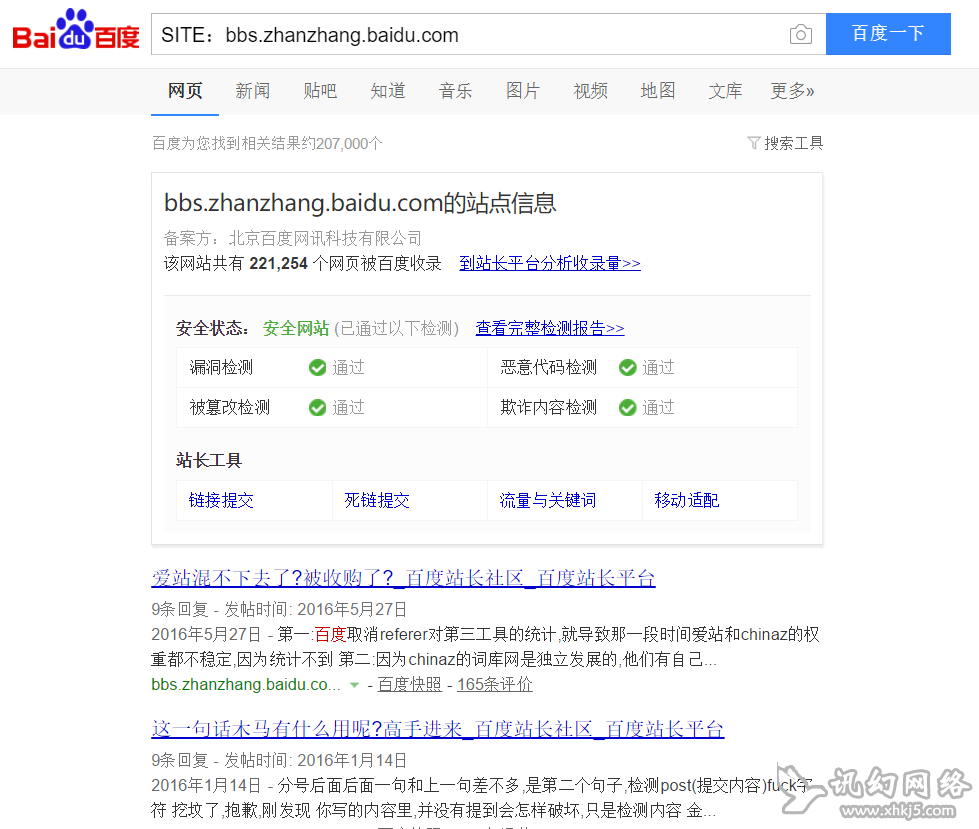 Bai du 百度 SITE：bbs.zhanzhang.baidu.com 百度一下
网页 新闻 贴吧 知道 音乐 图片 视频 地图 文库 更多»
百度为您找到相关结果约207,000个 搜索工具
bbs.zhanzhang.baidu.com的站点信息
备案方：北京百度网讯科技有限公司
该网站共有 221,254 个网页被百度收录 到站长平台分析收录量>>
安全状态： 安全网站 (已通过以下检测) 查看完整检测报告>>
漏洞检测 通过 恶意代码检测 通过
被篡改检测 通过 欺诈内容检测 通过
站长工具
链接提交 死链提交 流量与关键词 移动适配
爱站混不下去了?被收购了?_百度站长社区_百度站长平台
9条回复 - 发帖时间: 2016年5月27日
2016年5月27日 - 第一:百度取消referer对第三工具的统计,就导致那一段时间爱站和chinaz的权
重都不稳定,因为统计不到 第二:因为chinaz的词库网是独立发展的,他们有自己...
bbs.zhanzhang.baidu.co... - 百度快照 - 165条评价
这一句话木马有什么用呢?高手进来_百度站长社区_百度站长平台
9条回复 - 发帖时间: 2016年1月14日
2016年1月14日 - 分号后面后面一句和上一句差不多,是第二个句子,检测post(提交内容)fuck字
符 挖坟了,抱歉,刚发现 你写的内容里,并没有提到会怎样破坏,只是检测内容 金...
讯幻网络
www.xhkj5.com